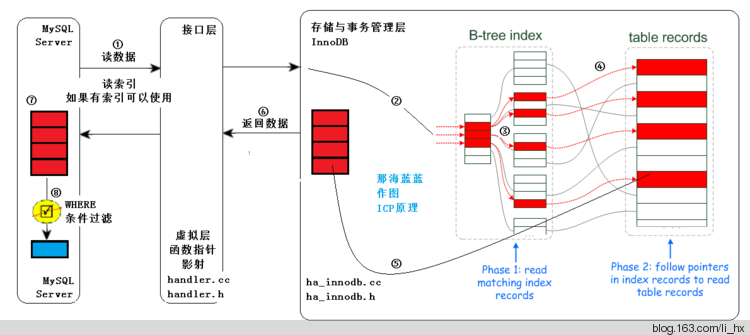 MySQL
Server
①
读数据
读索引
如果有索引可以使用
⑦
⑧
WHERE
条件过滤
MySQL
Server
接口层
⑥
返回数据
虚拟层
函数指针
影射
handler.cc
handler.h
存储与事务管理层
InnoDB
②
那海蓝蓝
作图
ICP原理
⑤
ha_innodb.cc
ha_innodb.h
B-tree index
③
④
table records
Phase 1: read
matching index
records
Phase 2: follow pointers
in index records to read
table records
blog.163.com/li_hx